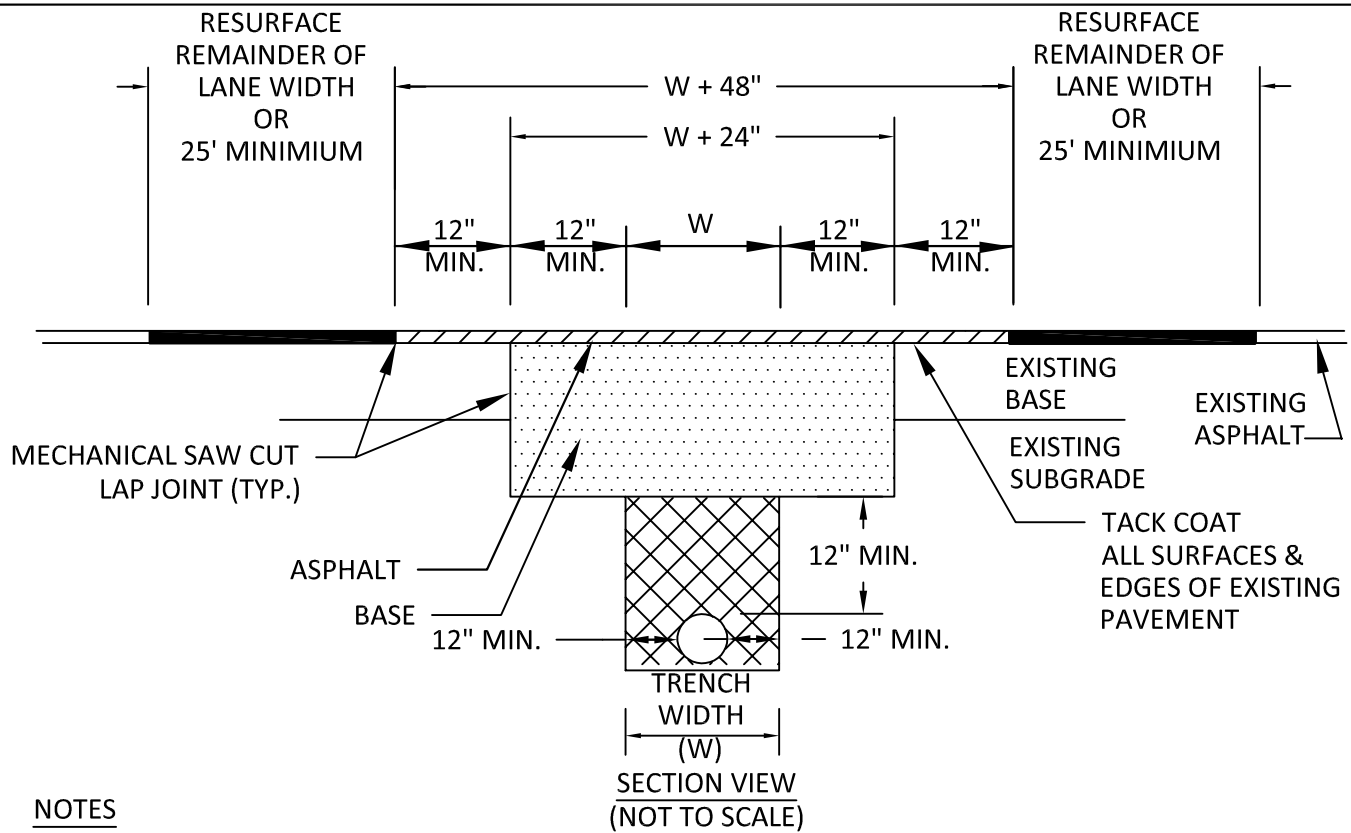 RESURFACE
REMAINDER OF
LANE WIDTH
OR
25' MINIMIUM
W + 48"
W + 24"
RESURFACE
REMAINDER OF
LANE WIDTH
OR
25' MINIMIUM
12"
MIN.
12"
MIN.
W
12"
MIN.
12"
MIN.
EXISTING
BASE
EXISTING
ASPHALT
MECHANICAL SAW CUT
LAP JOINT (TYP.)
EXISTING
SUBGRADE
TACK COAT
ALL SURFACES &
EDGES OF EXISTING
PAVEMENT
12" MIN.
ASPHALT
BASE
12" MIN.
12" MIN.
TRENCH
WIDTH
(W)
SECTION VIEW
(NOT TO SCALE)
NOTES